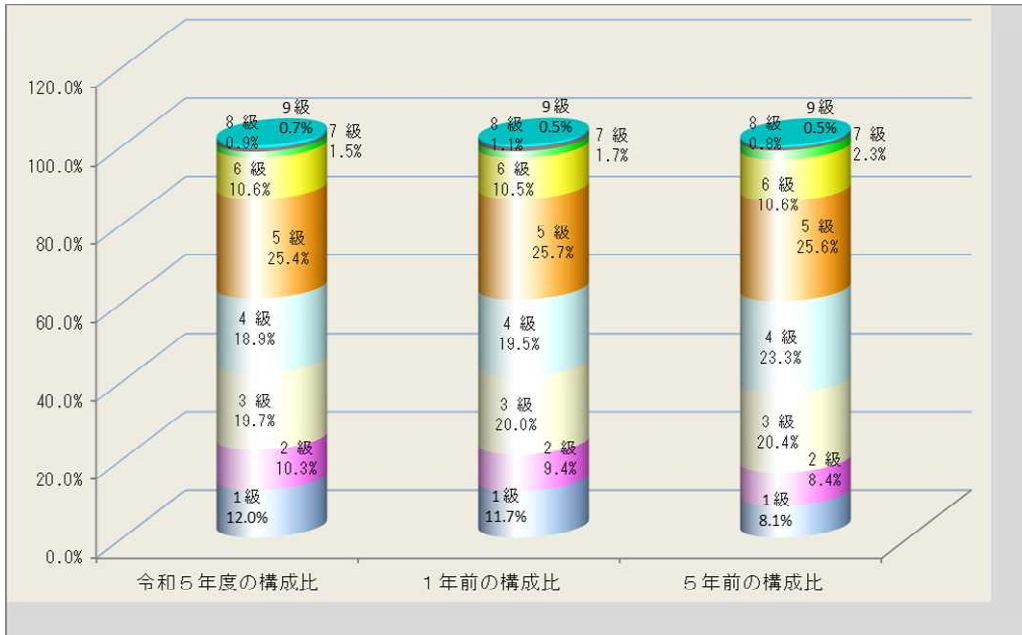 120.0%
100.0%
80.0%
60.0%
40.0%
20.0%
0.0%
9級
0.7%
8 級
0.9%
7 級
1.5%
6 級
10.6%
5 級
25.4%
4 級
18.9%
3 級
19.7%
2 級
10.3%
1級
12.0%
令和５年度の構成比
9級
0.5%
8 級
1.1%
7 級
1.7%
6 級
10.5%
5 級
25.7%
4 級
19.5%
3 級
20.0%
2 級
9.4%
1級
11.7%
１年前の構成比
9級
0.5%
8 級
0.8%
7 級
2.3%
6 級
10.6%
5 級
25.6%
4 級
23.3%
3 級
20.4%
2 級
8.4%
1級
8.1%
５年前の構成比